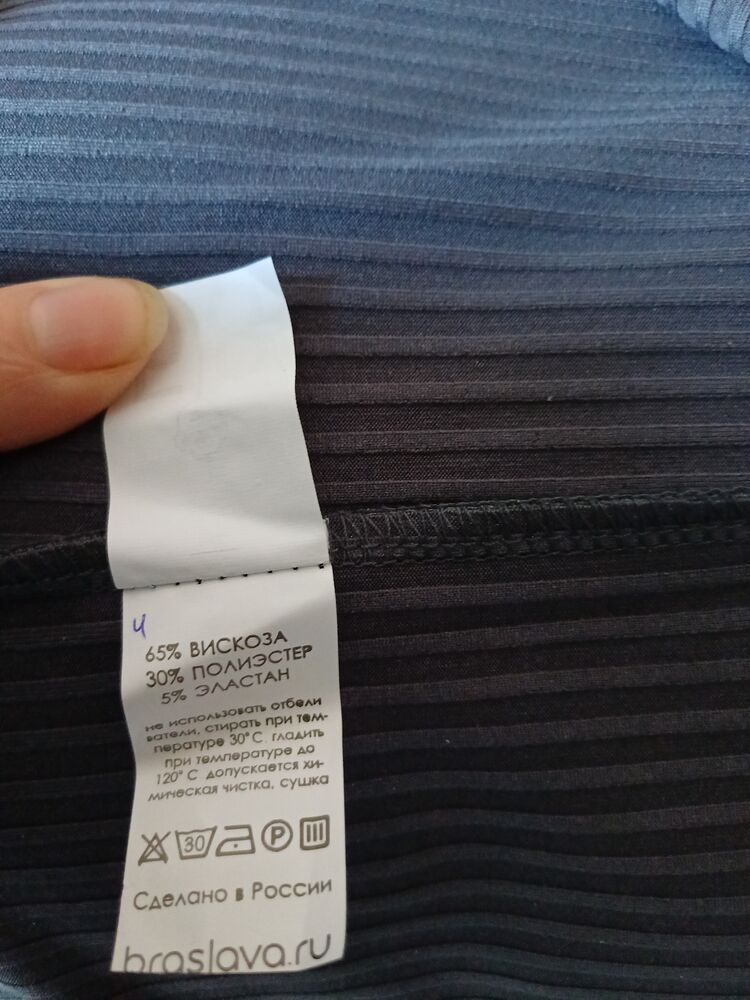 ч
65% ВИСКОЗА
30% ПОЛИЭСТЕР
5% ЭЛАСТАН
не использовать отбели
ватели, стирать при тем-
пературе 30°С гладить
при температуре до
120° С допускается хи-
мическая чистка, сушка
30 P
Сделано в России
braslava.ru